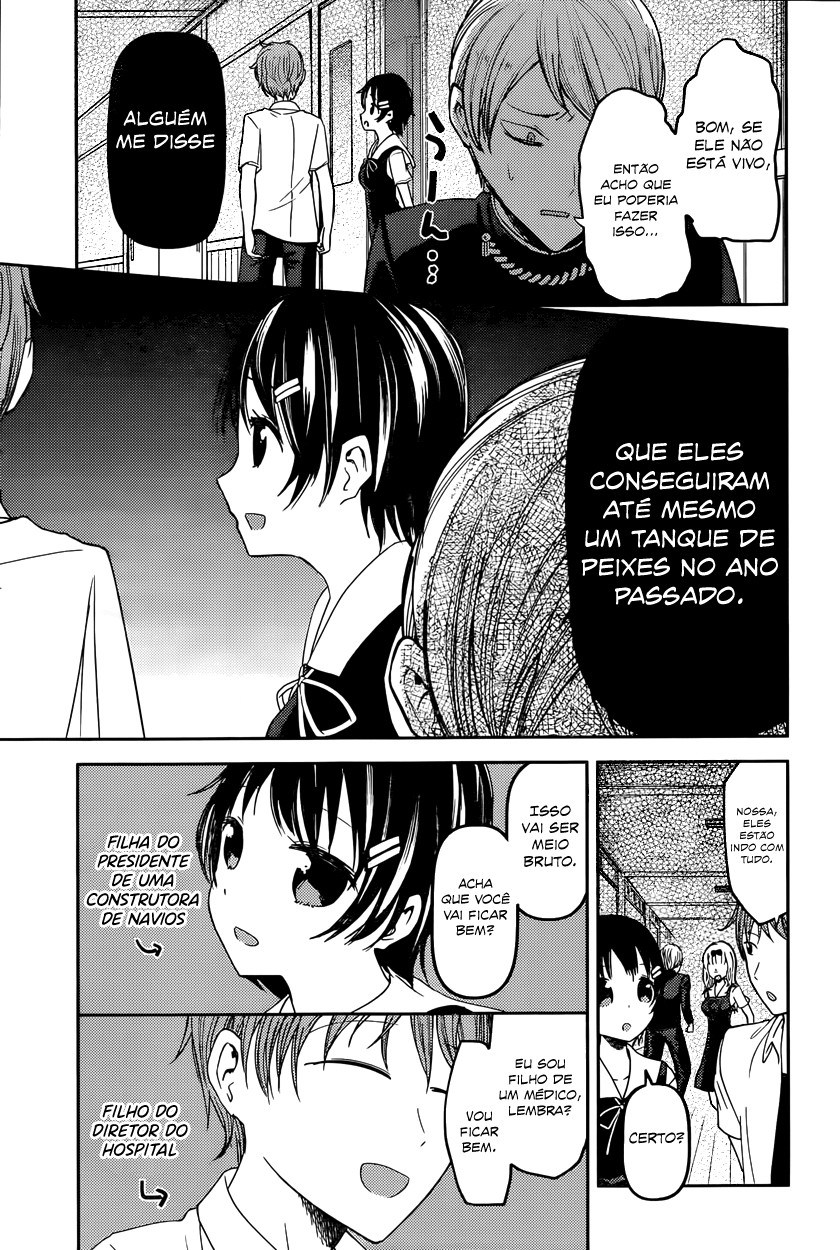 BOM, SE
ELE NÃO
ESTÁ VIVO,
ENTÃO
ACHO QUE
EU PODERIA
FAZER
ISSO...
うーん…
ALGUÉM
ME DISSE
QUE ELES
CONSEGUIRAM
ATÉ MESMO
UM TANQUE DE
PEIXES NO ANO
PASSADO.
NOSSA,
ELES
ESTÃO
INDO COM
TUDO.
CERTO?
ISSO
VAI SER
MEIO
BRUTO.
ACHA
QUE VOCÊ
VAI FICAR
BEM?
FILHA DO
PRESIDENTE
DE UMA
CONSTRUTORA
DE NAVIOS
EU SOU
FILHO DE
UM MÉDICO,
LEMBRA?
VOU
FICAR
BEM.
FILHO DO
DIRETOR DO
HOSPITAL